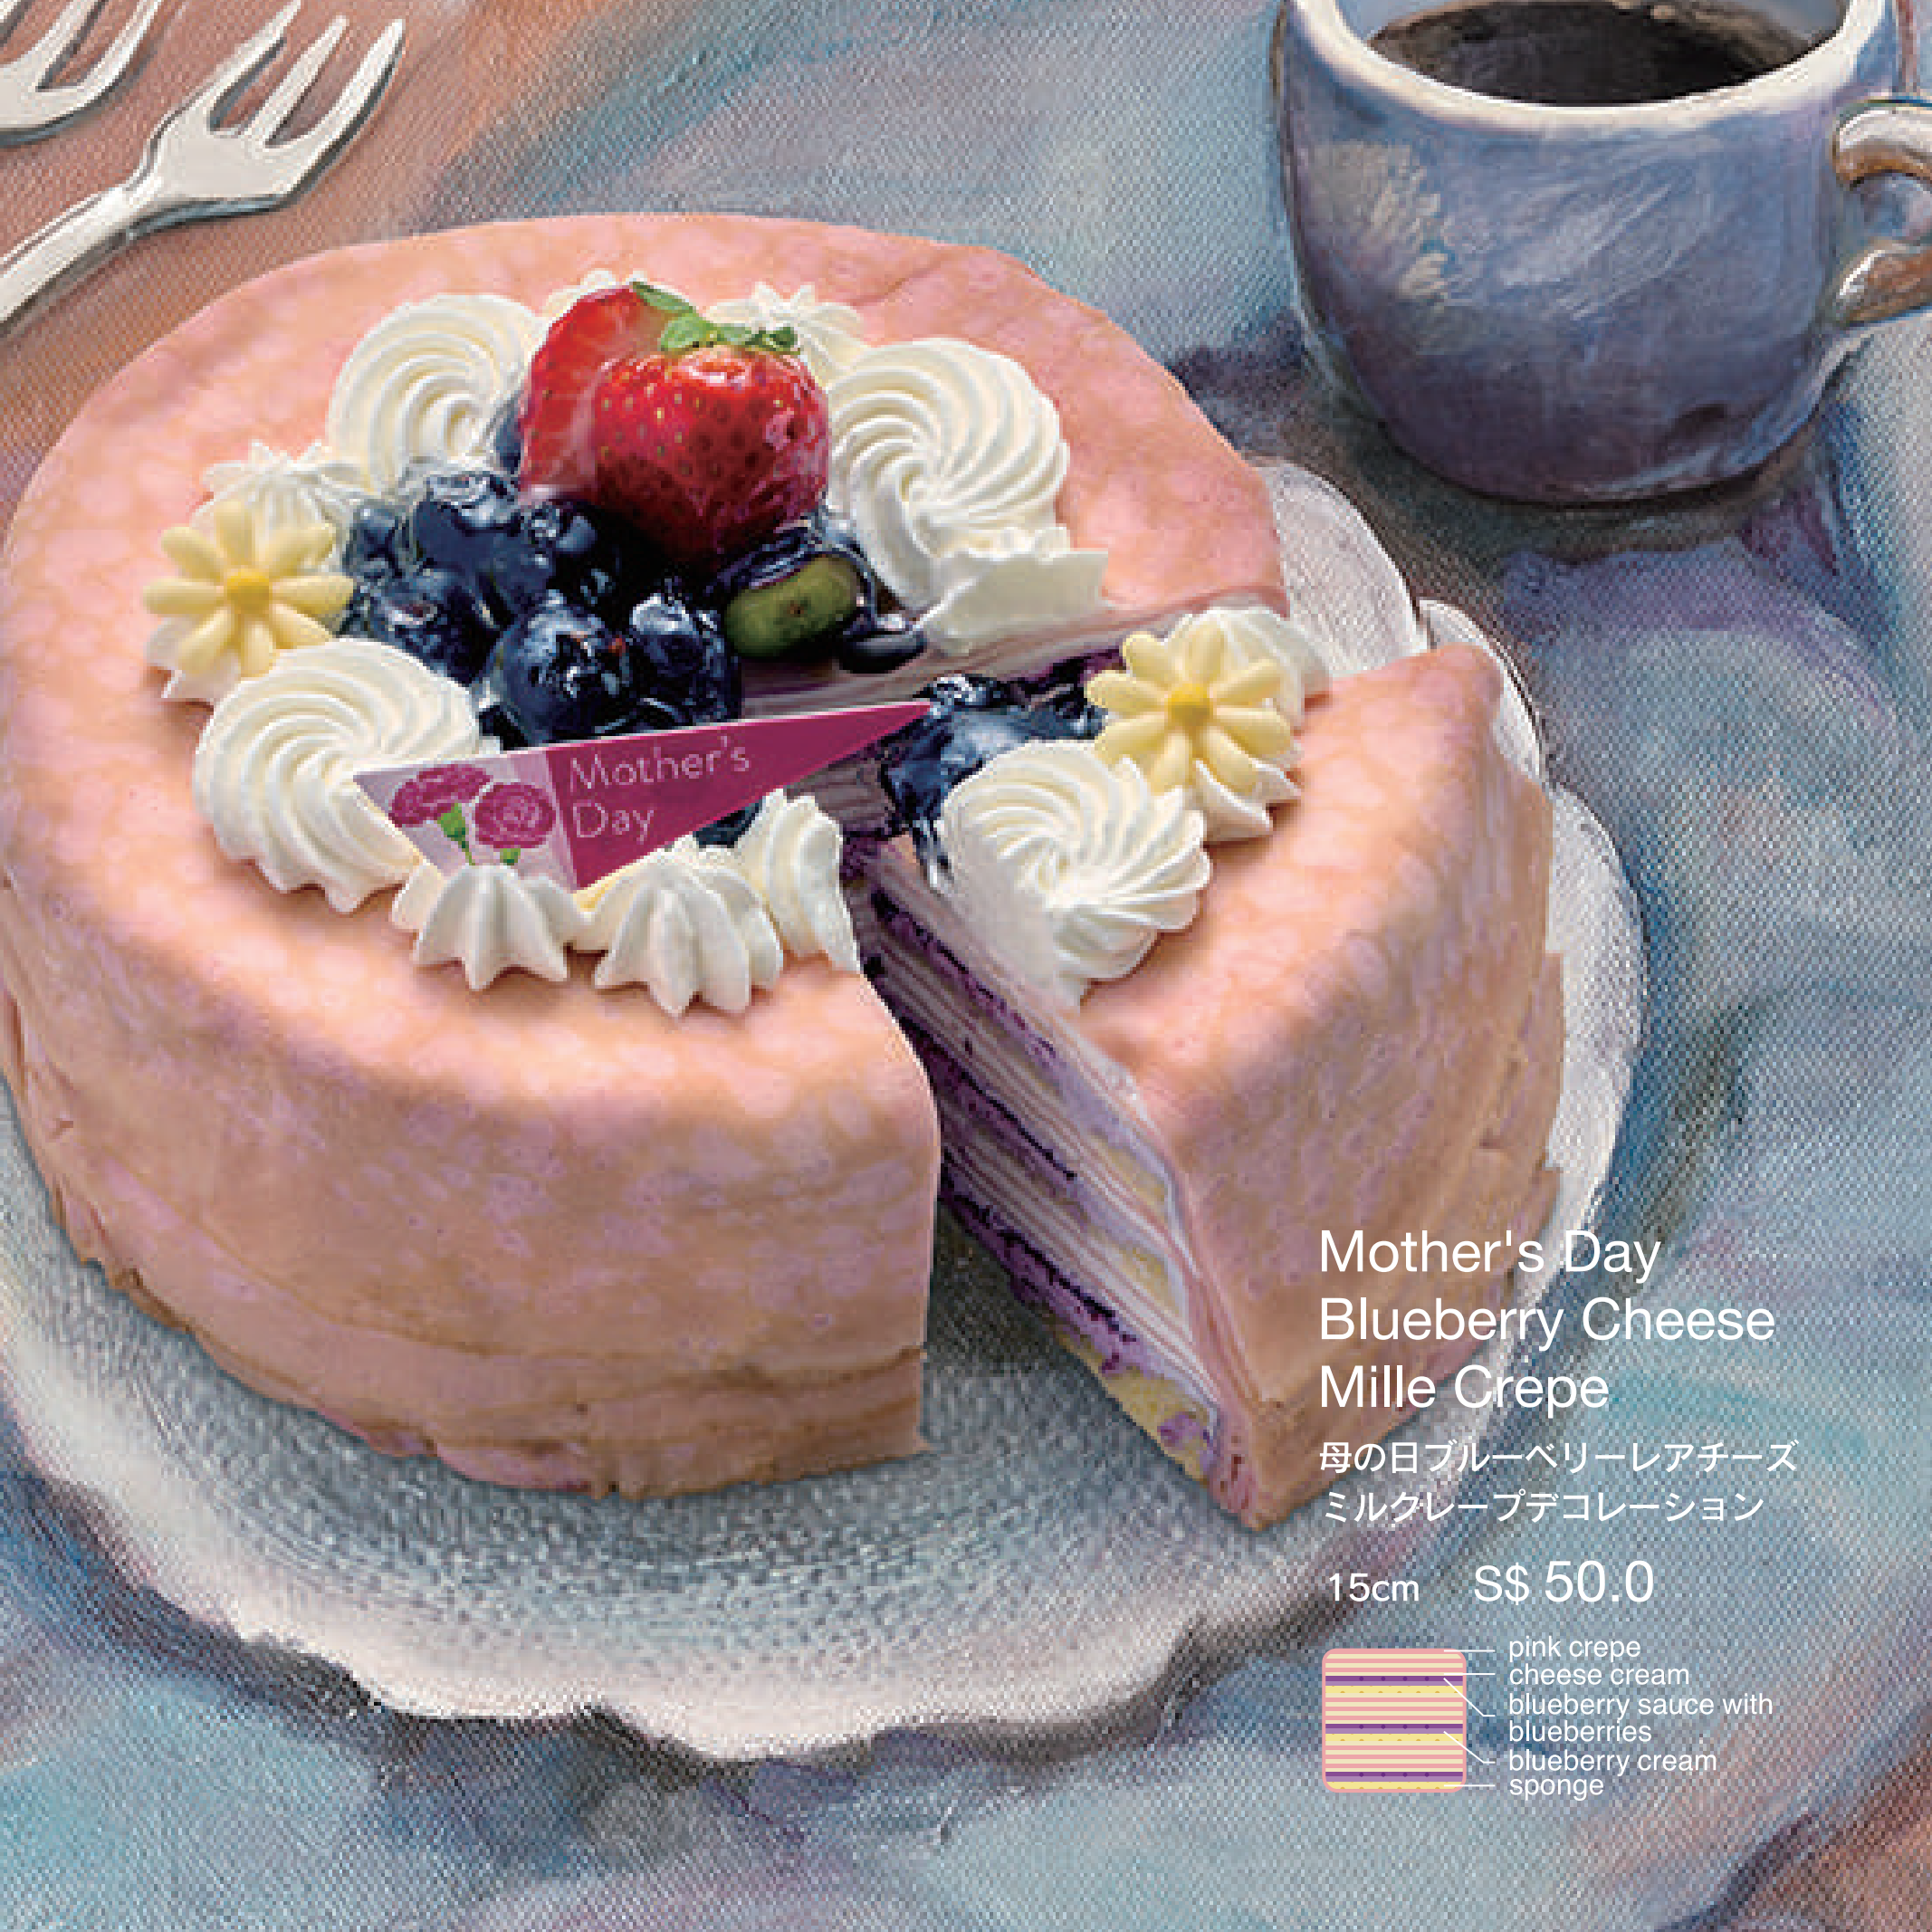 Mother's
Day
Mother's Day
Blueberry Cheese
Mille Crepe
母の日ブルーベリーレアチーズ
ミルクレープデコレーション
15cm S$ 50.0
pink crepe
cheese cream
blueberry sauce with
blueberries
blueberry cream
sponge